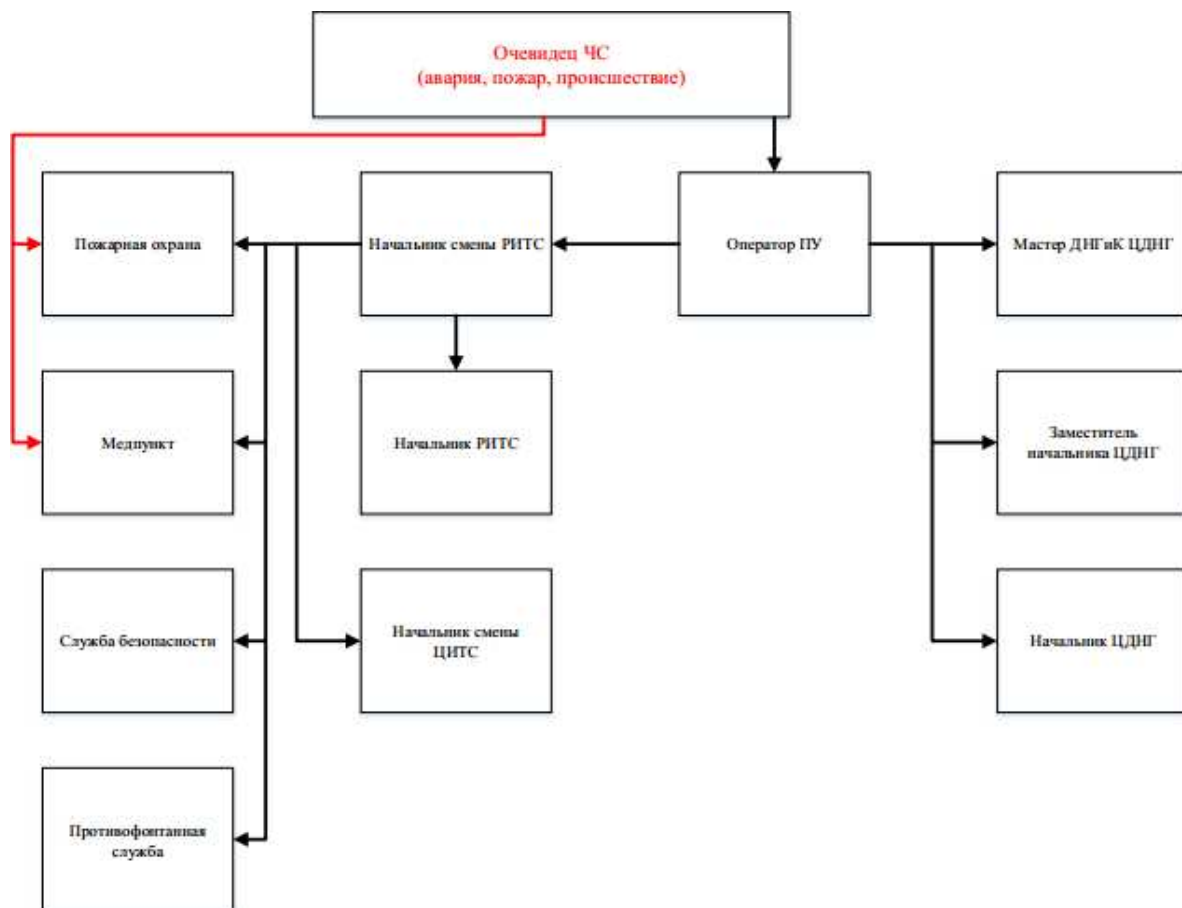 Очевидец ЧС
(авария, пожар, происшествие)
Пожарная охрана
Начальник смены РИТС
Оператор ПУ
Мастер ДНГиК ЦДНГ
Медпункт
Начальник РИТС
Заместитель
начальника ЦДНГ
Служба безопасности
Начальник смены
ЦИТС
Начальник ЦДНГ
Противофонтанная
служба